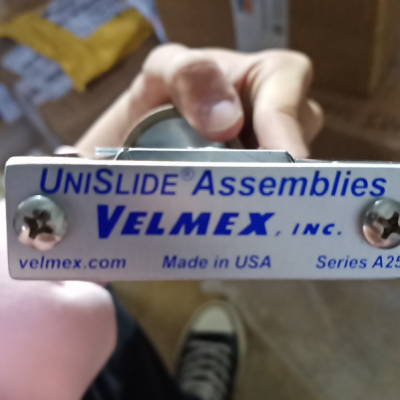 UNISLIDE® Assemblies
VELMEX, INC.
velmex.com Made in USA Series A25